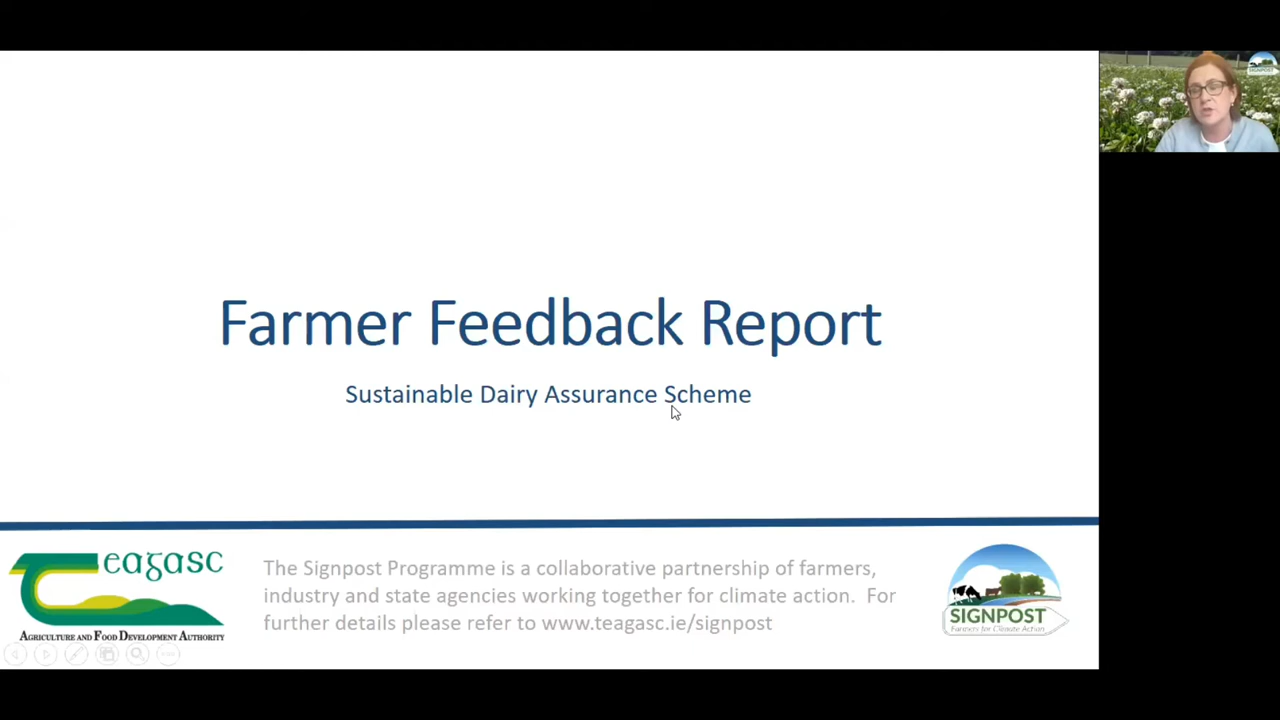 SIGNPOST
Farmer Feedback Report
Sustainable Dairy Assurance Scheme
Teagasc
AGRICULTURE AND FOOD DEVELOPMENT AUTHORITY
The Signpost Programme is a collaborative partnership of farmers,
industry and state agencies working together for climate action. For
further details please refer to www.teagasc.ie/signpost
SIGNPOST
Farmers for Climate Action